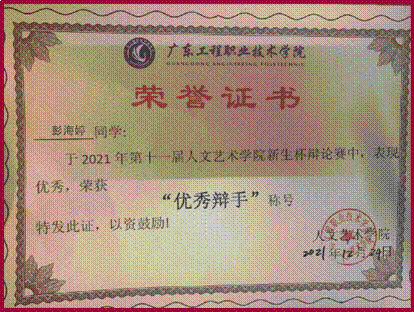 广东工程职业技术学院
GUANGDONG ENGINEERING POLYTECHNIC
荣誉证书
彭海婷同学:
于2021年第十一届人文艺术学院新生杯辩论赛中,表现
优秀,荣获
“优秀辩手”称号
特发此证,以资鼓励!
人文艺术学院
2021年12月29日